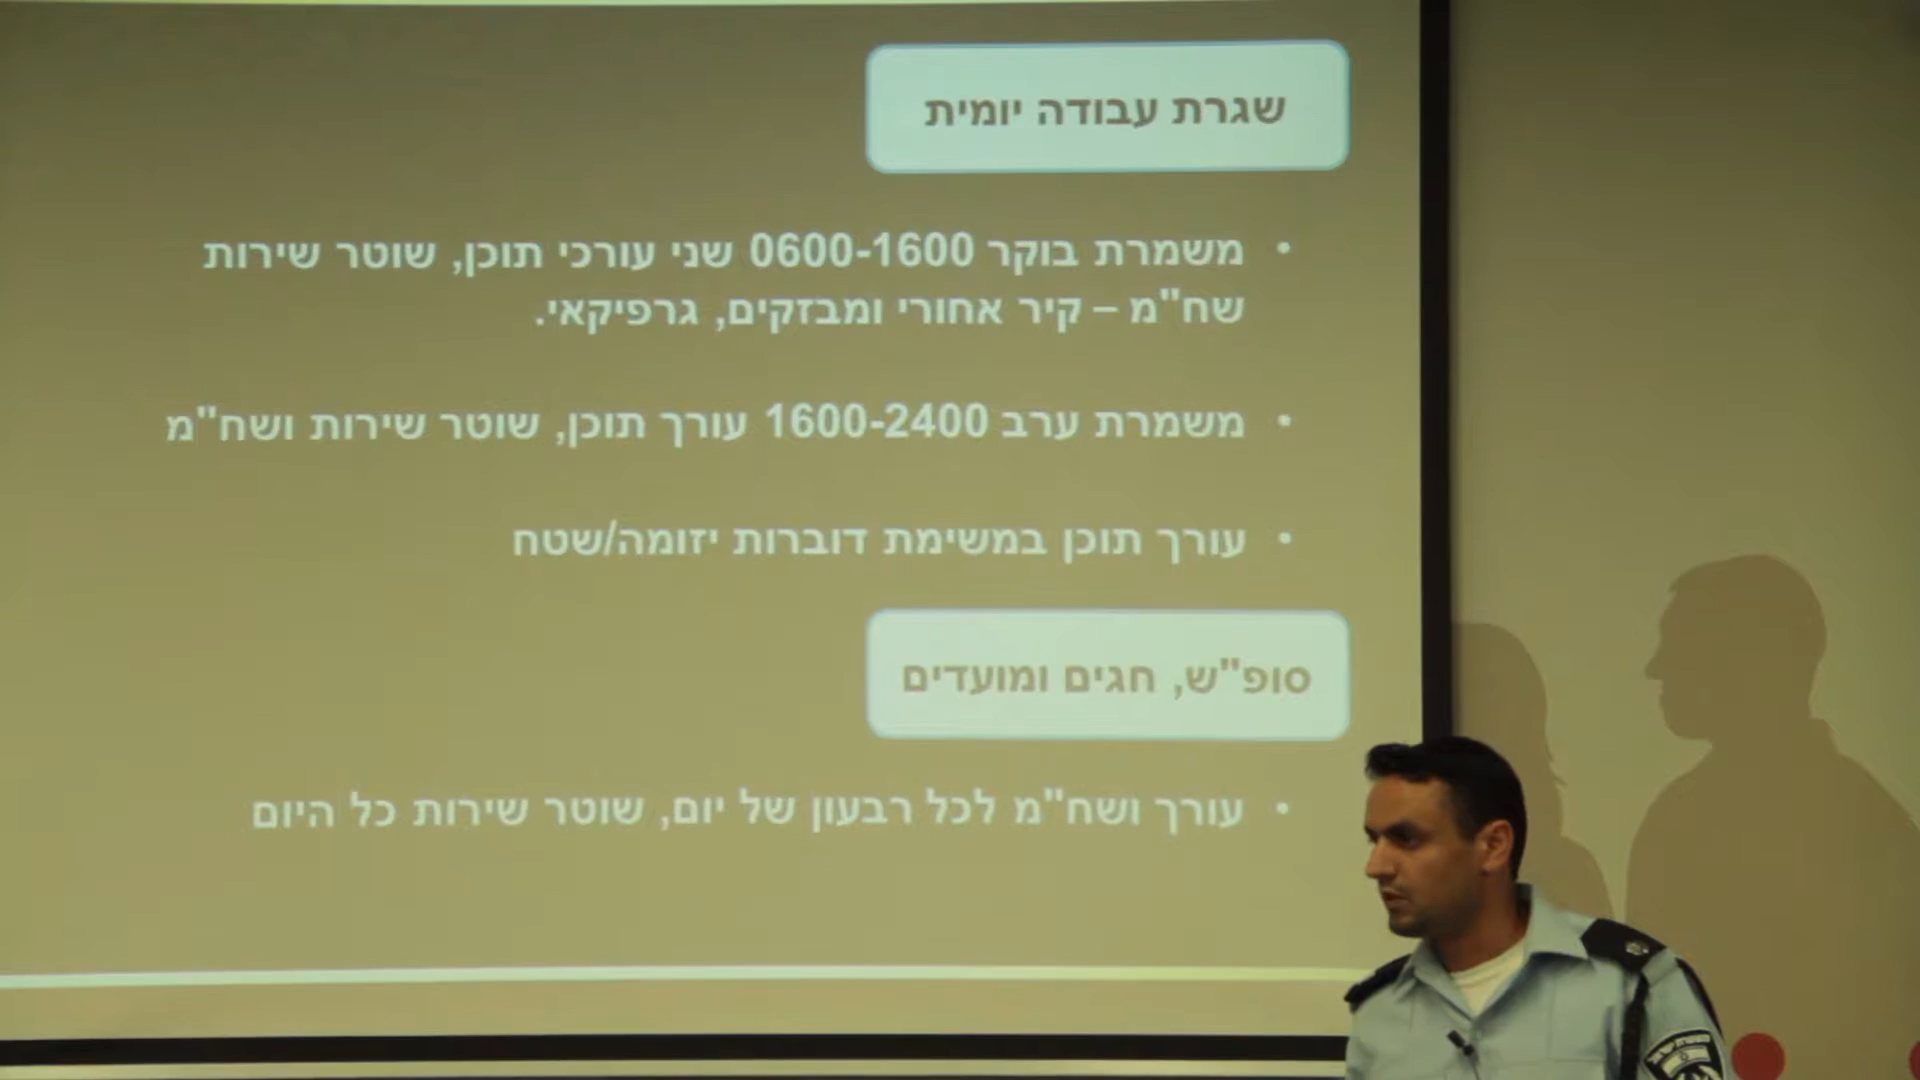 שגרת עבודה יומית
• משמרת בוקר 0600-1600 שני עורכי תוכן, שוטר שירות
שח"מ – קיר אחורי ומבזקים, גרפיקאי.
• משמרת ערב 1600-2400 עורך תוכן, שוטר שירות ושח"מ
• עורך תוכן במשימת דוברות יזומה/שטח
סופ"ש, חגים ומועדים
• עורך ושח"מ לכל רבעון של יום, שוטר שירות כל היום